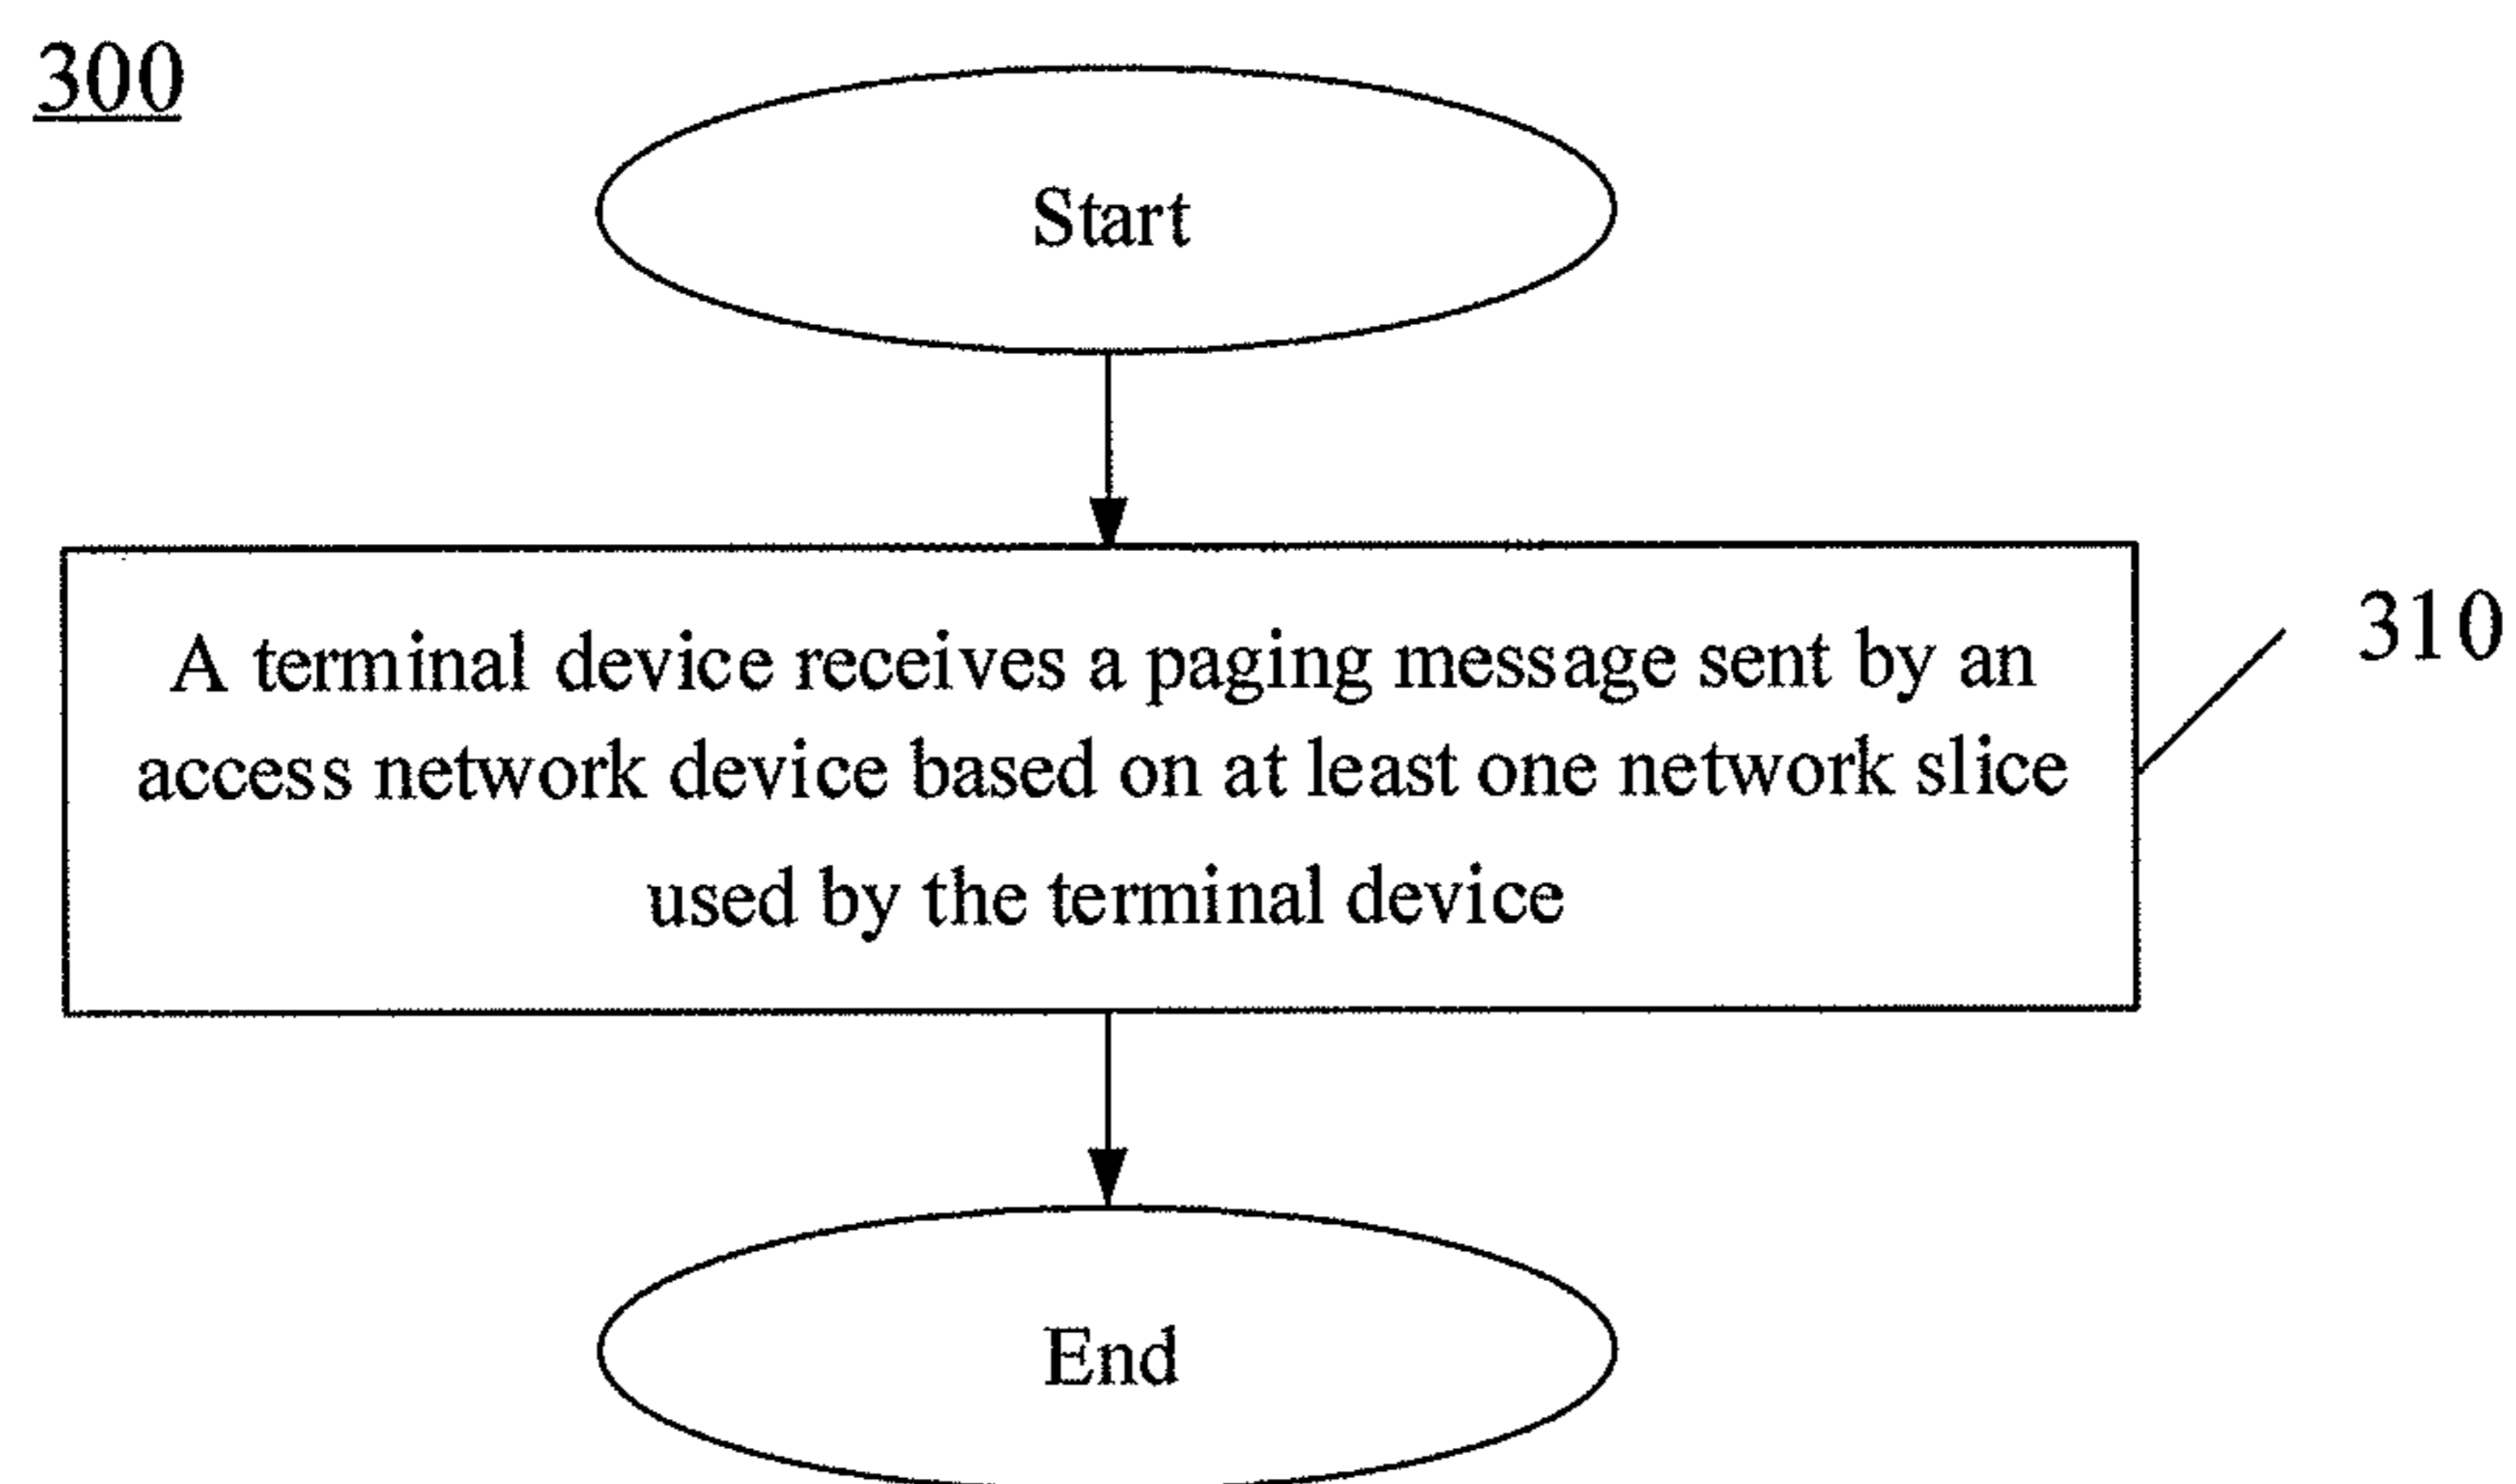 300
Start
A terminal device receives a paging message sent by an
access network device based on at least one network slice
used by the terminal device
310
End